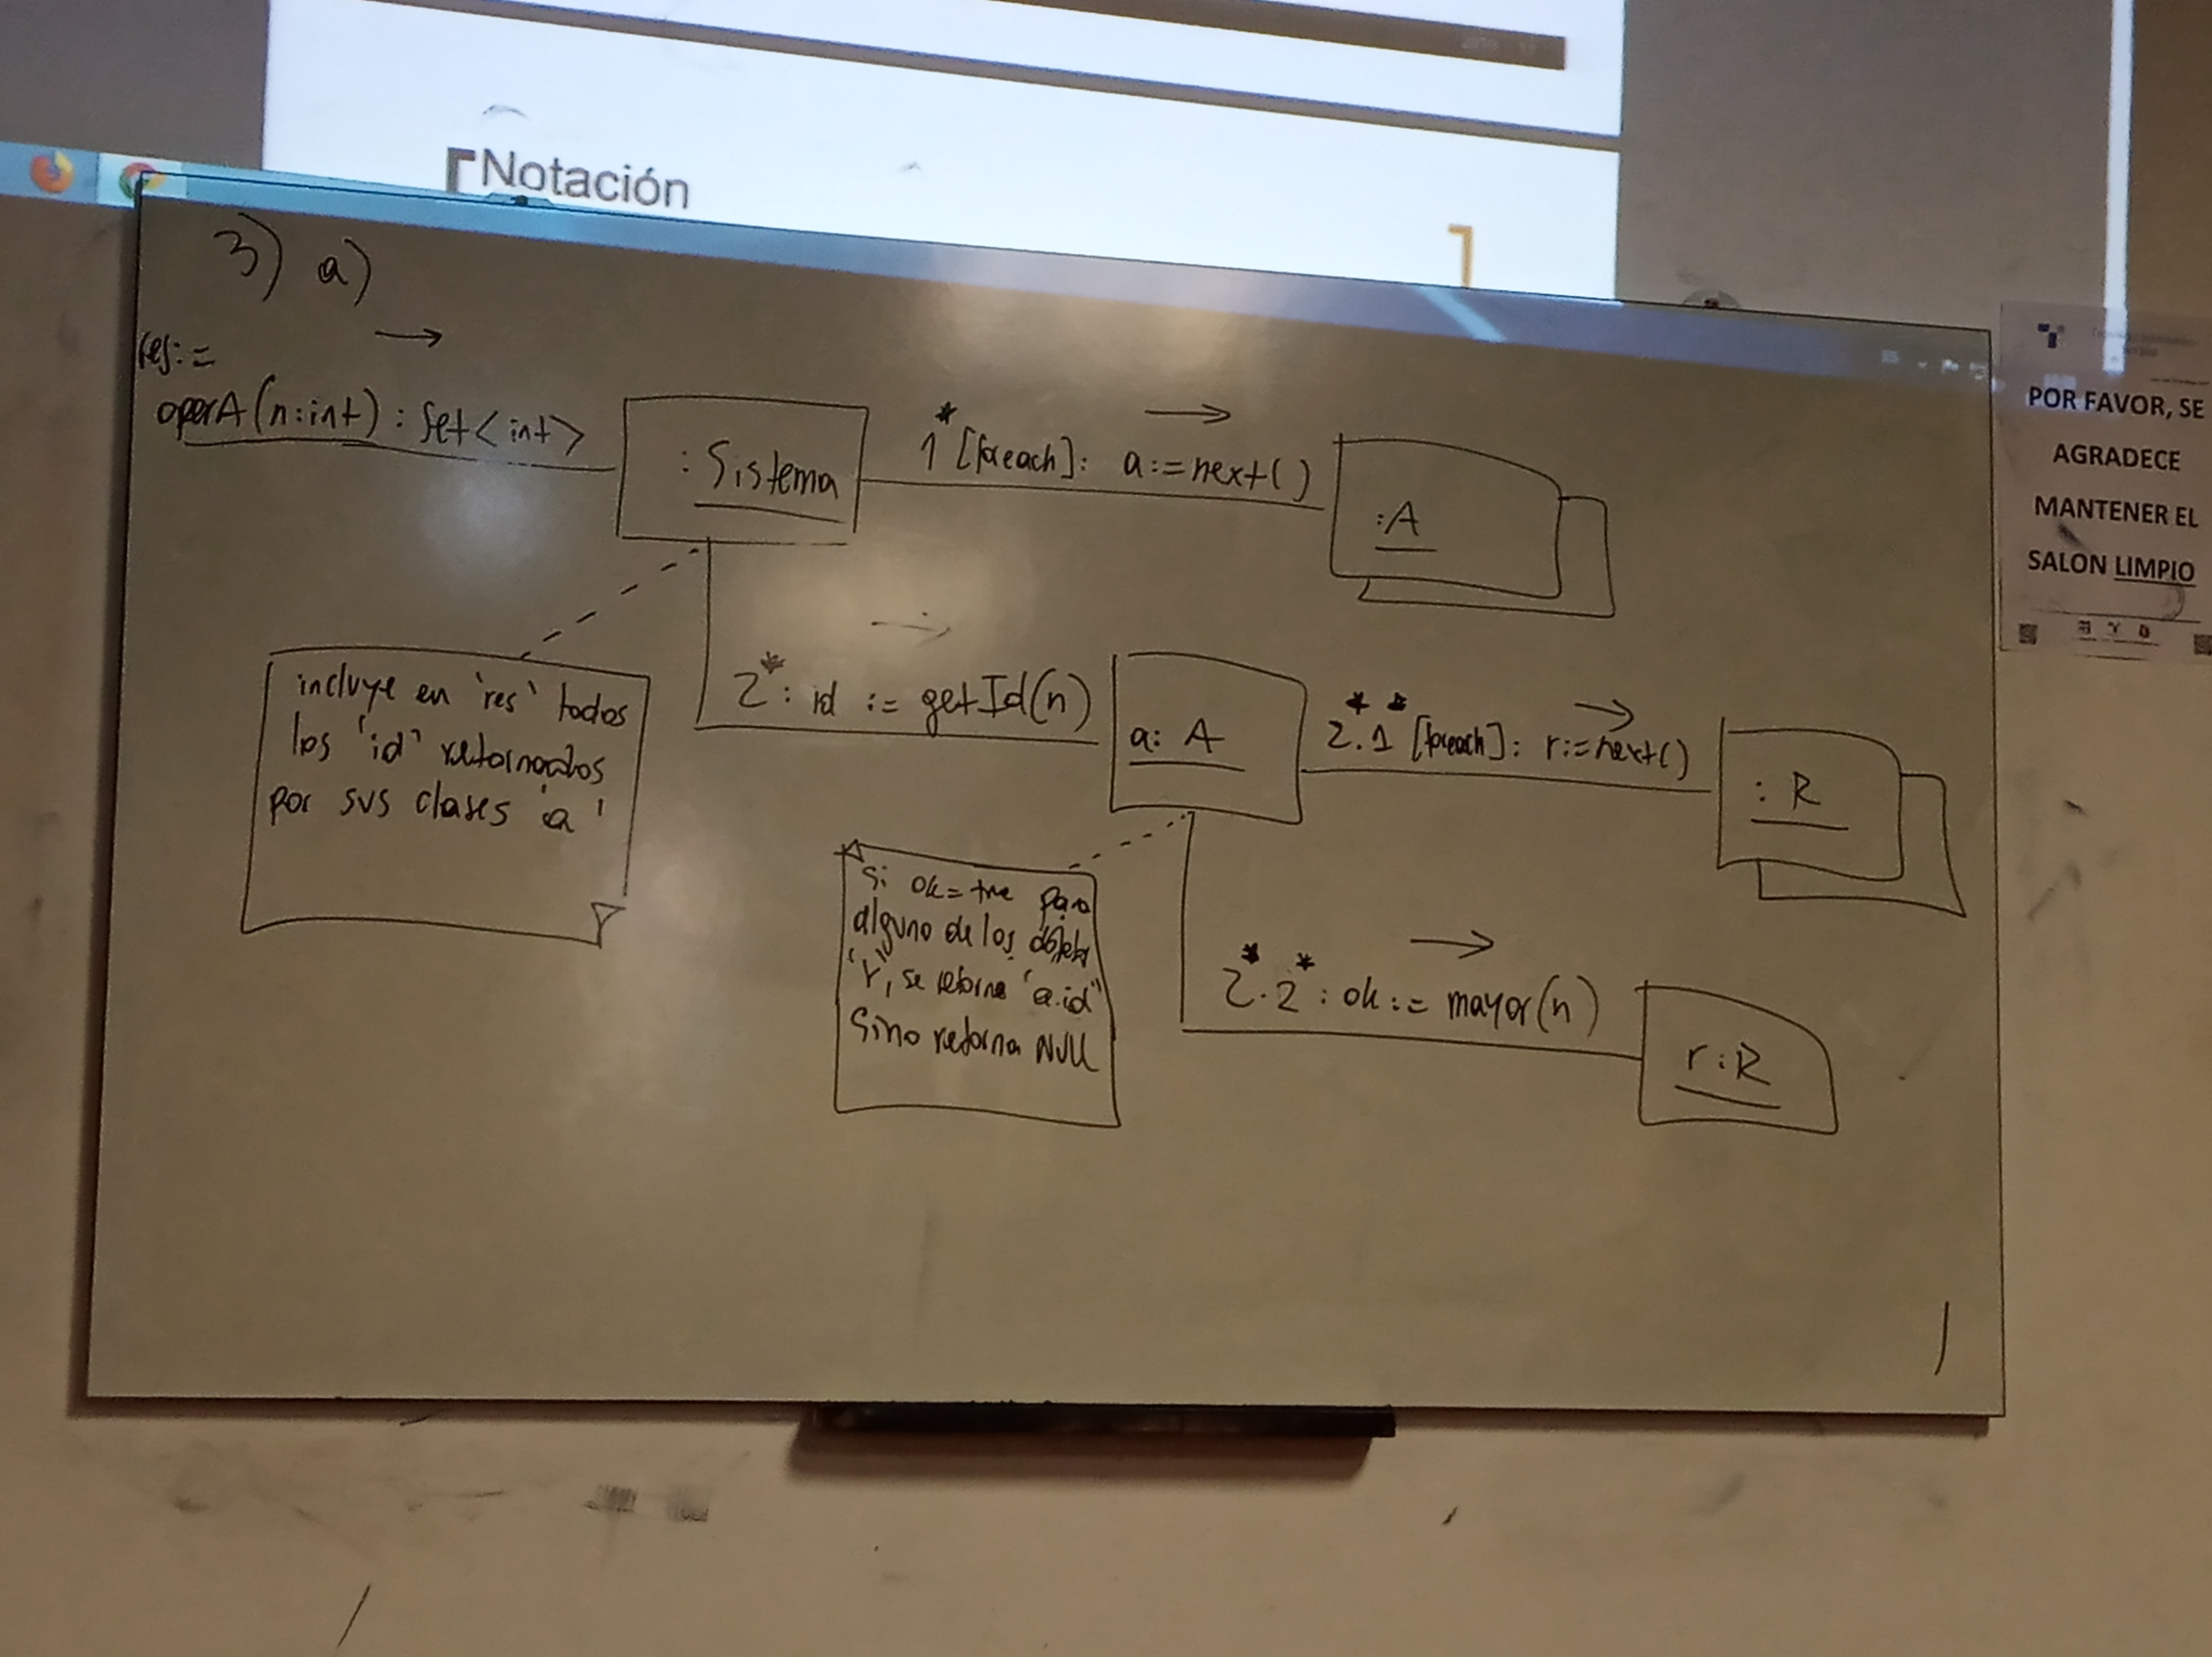 Notación
3) a)
res:=
operA(n:int) : Set<int>
: Sistema
1* [foreach]: a:=next()
:A
2*: id := getId(n)
a: A
2*.1* [foreach]: r:=next()
: R
2*.2* : ok := mayor(n)
r:R
incluye en 'res' todos
los 'id' retornados
por sus clases 'a'
Si ok = true para
alguno de los
'r', se retorna 'a.id'
Sino retorna NULL
POR FAVOR, SE
AGRADECE
MANTENER EL
SALON LIMPIO